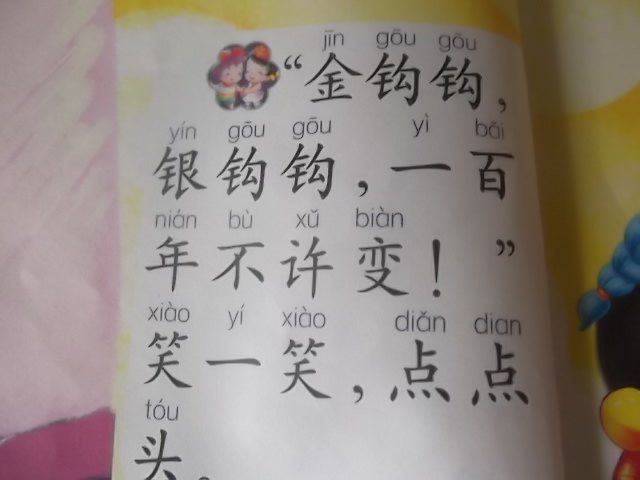 jīn gōu gōu
“金钩钩，
yín gōu gōu yì bǎi
银钩钩，一百
nián bù xǔ biàn
年不许变！”
xiào yí xiào diǎn dian
笑一笑，点点
tóu
头。